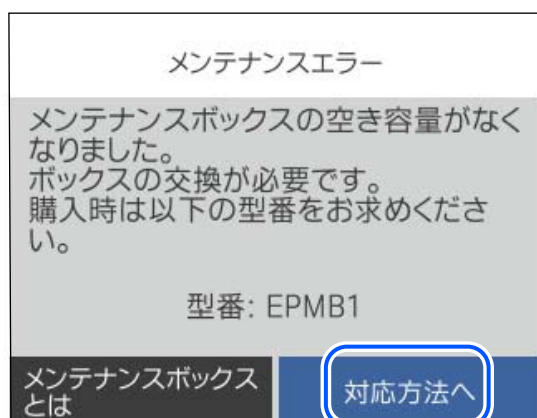 メンテナンスエラー
メンテナンスボックスの空き容量がなく
なりました。
ボックスの交換が必要です。
購入時は以下の型番をお求めくださ
い。
型番: EPMB1
メンテナンスボックス
とは
対応方法へ